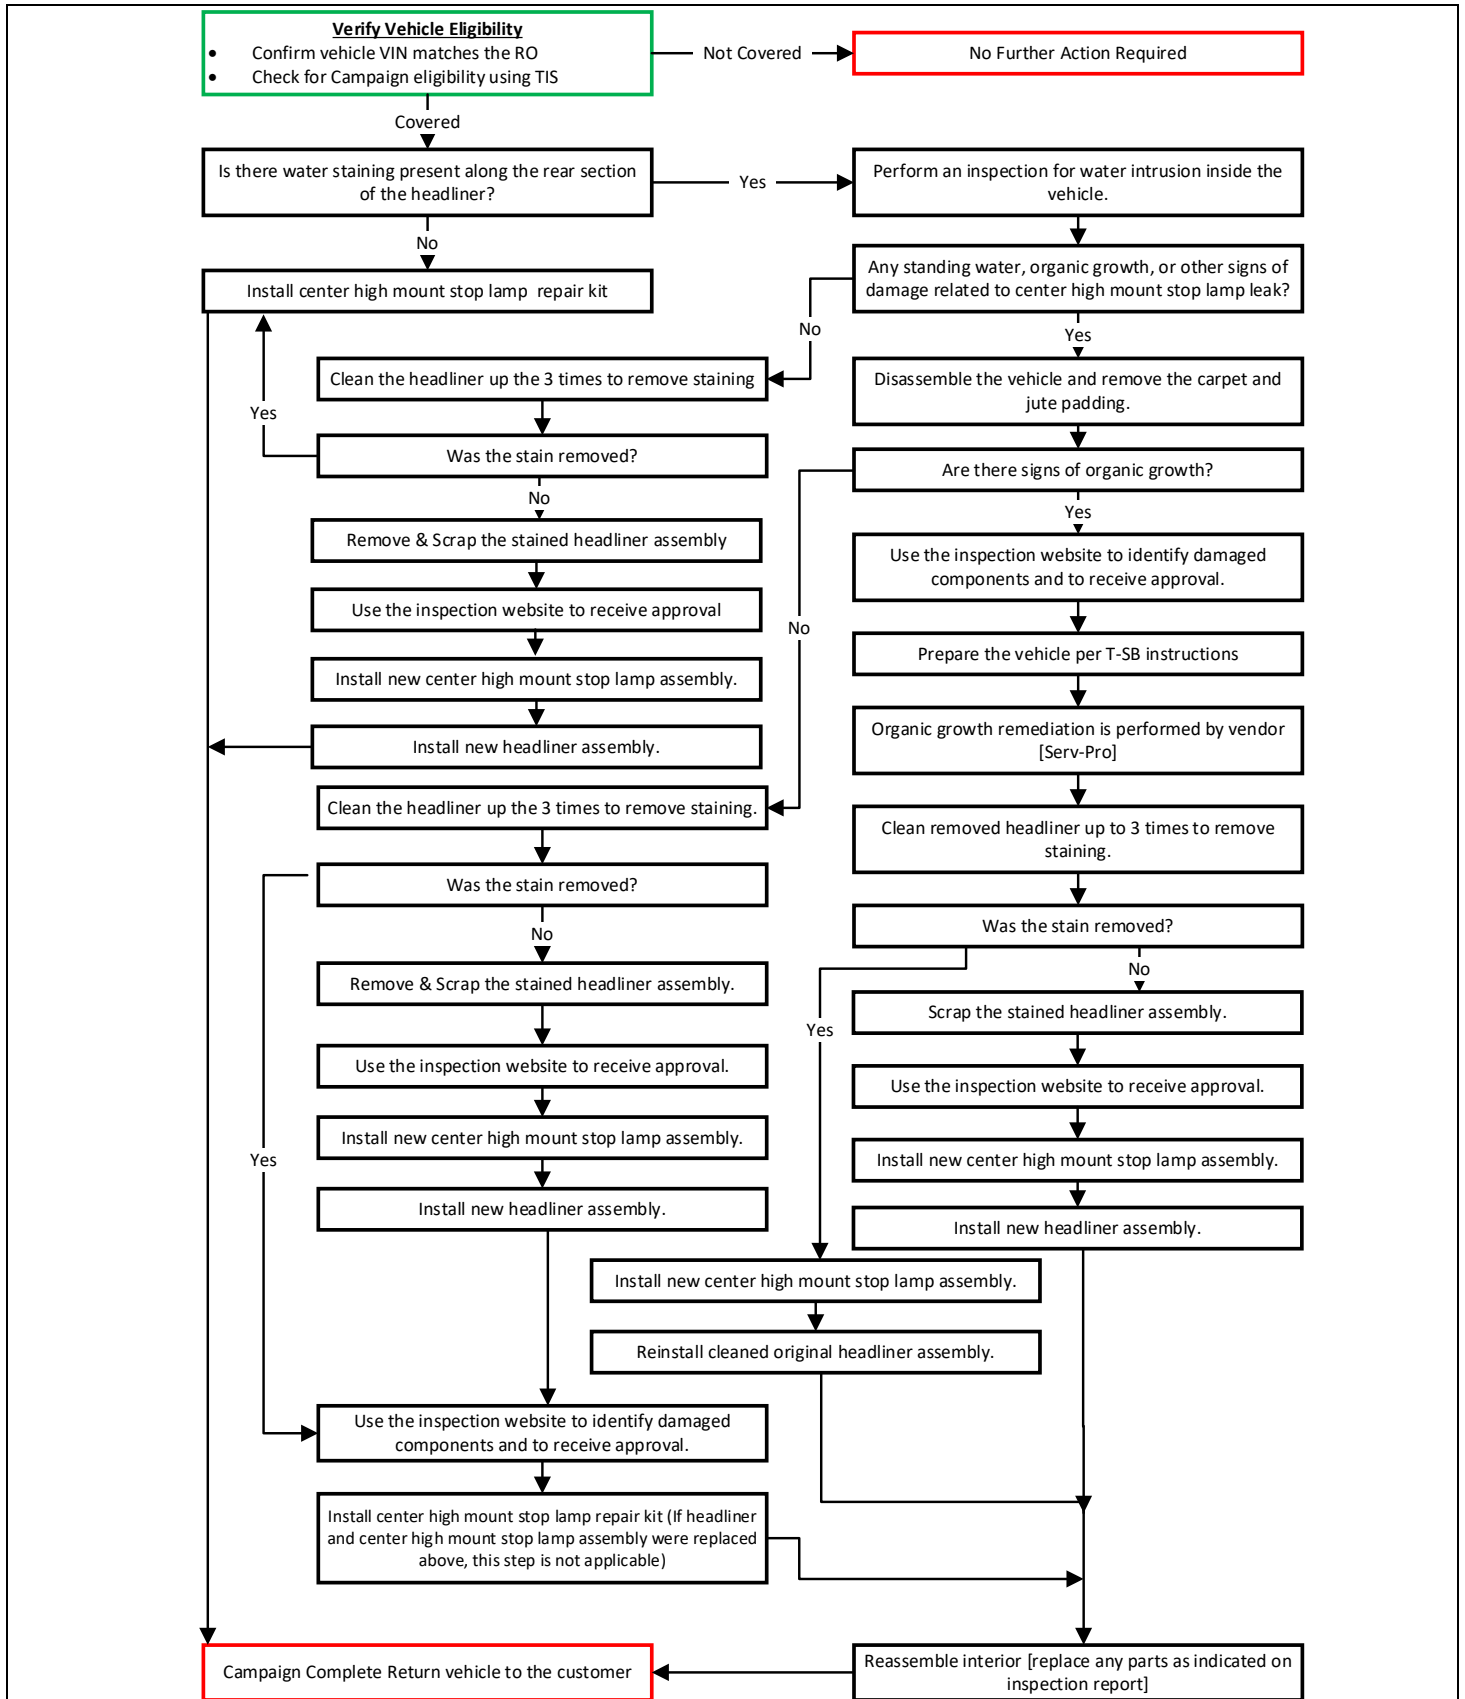 Verify Vehicle Eligibility
• Confirm vehicle VIN matches the RO
• Check for Campaign eligibility using TIS
Not Covered
No Further Action Required
Covered
Is there water staining present along the rear section
of the headliner?
Yes
Perform an inspection for water intrusion inside the
vehicle.
No
Install center high mount stop lamp  repair kit
Any standing water, organic growth, or other signs of
damage related to center high mount stop lamp leak?
No
Yes
Clean the headliner up the 3 times to remove staining
Disassemble the vehicle and remove the carpet and
jute padding.
Yes
Was the stain removed?
Are there signs of organic growth?
No
Yes
Remove & Scrap the stained headliner assembly
Use the inspection website to identify damaged
components and to receive approval.
Use the inspection website to receive approval
No
Prepare the vehicle per T-SB instructions
Install new center high mount stop lamp assembly.
Organic growth remediation is performed by vendor
[Serv-Pro]
Install new headliner assembly.
Clean the headliner up the 3 times to remove staining.
Clean removed headliner up to 3 times to remove
staining.
Was the stain removed?
Was the stain removed?
No
No
Remove & Scrap the stained headliner assembly.
Scrap the stained headliner assembly.
Yes
Use the inspection website to receive approval.
Use the inspection website to receive approval.
Install new center high mount stop lamp assembly.
Yes
Install new center high mount stop lamp assembly.
Install new headliner assembly.
Install new headliner assembly.
Install new center high mount stop lamp assembly.
Reinstall cleaned original headliner assembly.
Use the inspection website to identify damaged
components and to receive approval.
Install center high mount stop lamp repair kit (If headliner
and center high mount stop lamp assembly were replaced
above, this step is not applicable)
Campaign Complete Return vehicle to the customer
Reassemble interior [replace any parts as indicated on
inspection report]